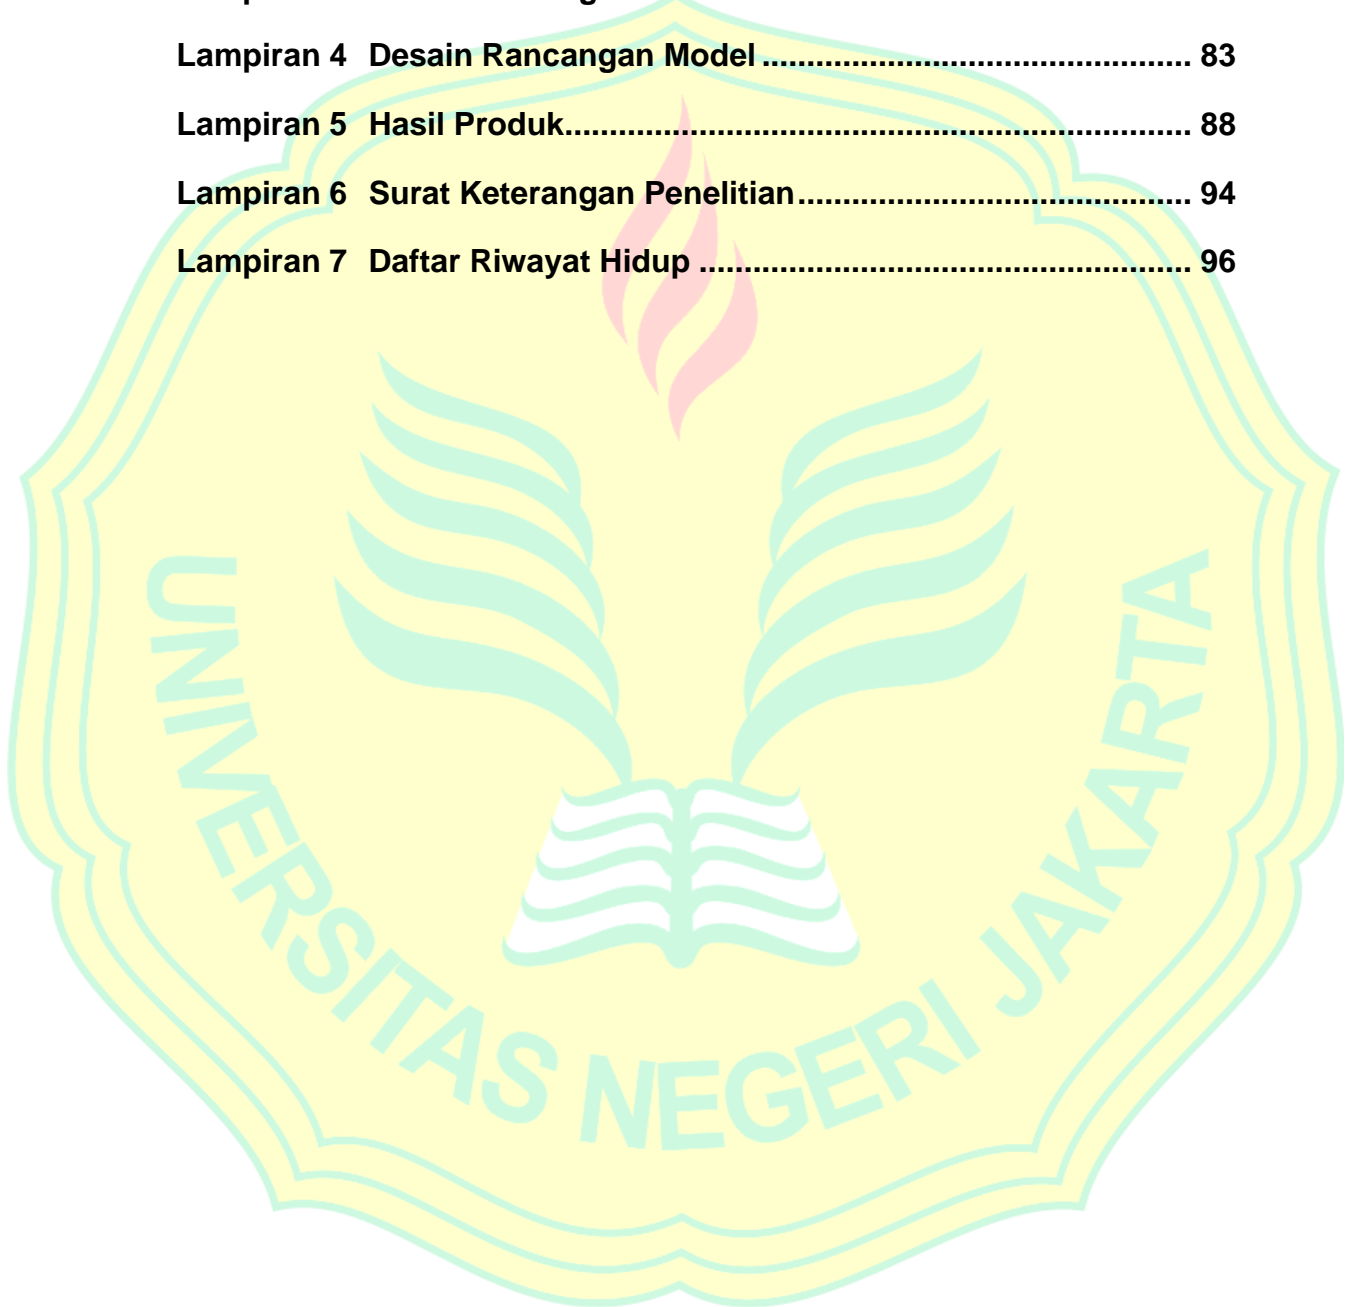 Lampiran 4 Desain Rancangan Model ................................................ 83
Lampiran 5 Hasil Produk...................................................................... 88
Lampiran 6 Surat Keterangan Penelitian............................................ 94
Lampiran 7 Daftar Riwayat Hidup ....................................................... 96
UNIVERSITAS NEGERI JAKARTA